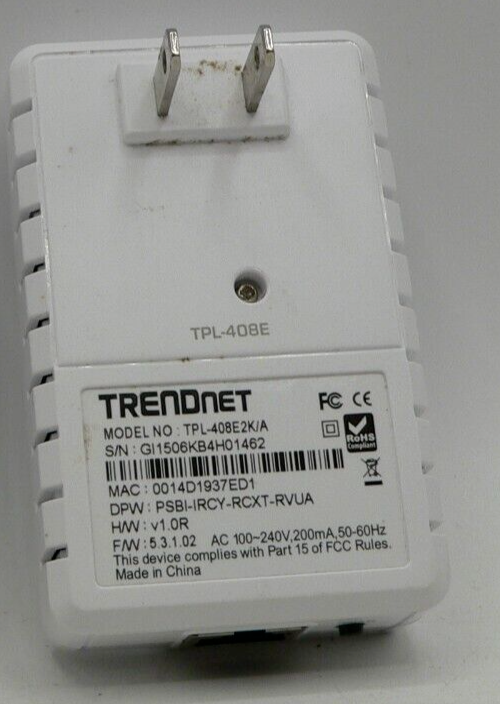 TPL-408E
TRENDNET
FC CE
MODEL NO : TPL-408E2K/A
RoHS
Compliant
S/N : GI1506KB4H01462
MAC : 0014D1937ED1
DPW : PSBI-IRCY-RCXT-RVUA
H/W : v1.0R
F/W : 5.3.1.02 AC 100~240V,200mA,50-60Hz
This device complies with Part 15 of FCC Rules.
Made in China